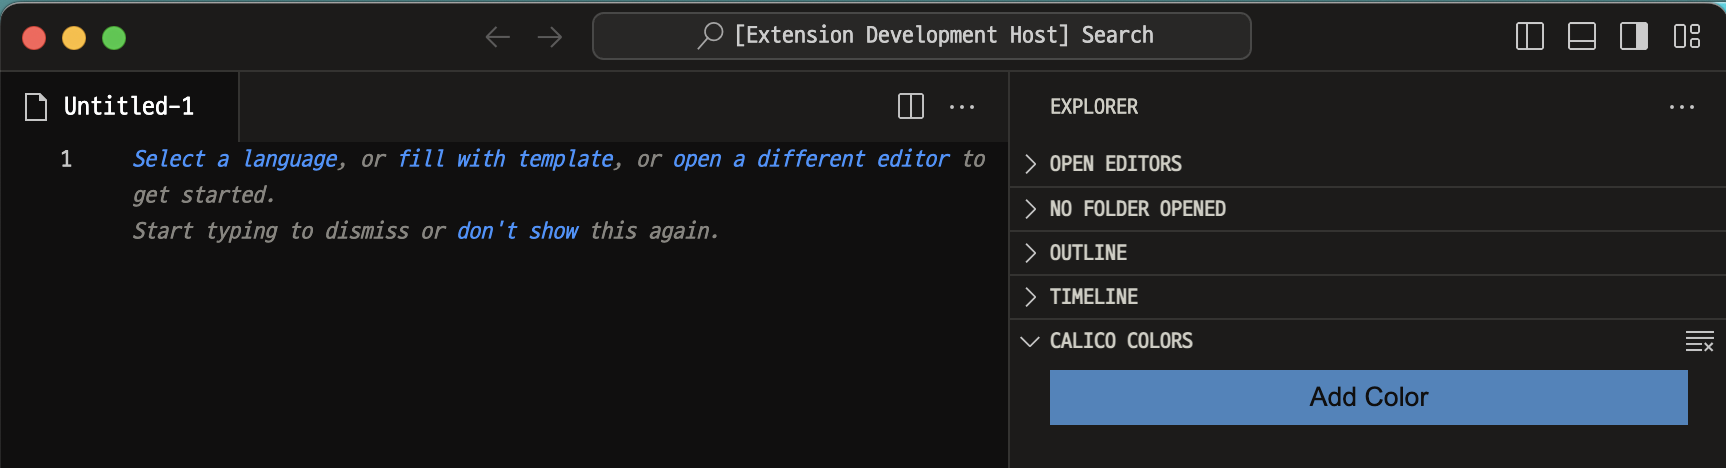 [Extension Development Host] Search
Untitled-1
1
Select a language, or fill with template, or open a different editor to
get started.
Start typing to dismiss or don't show this again.
EXPLORER
OPEN EDITORS
NO FOLDER OPENED
OUTLINE
TIMELINE
CALICO COLORS
Add Color